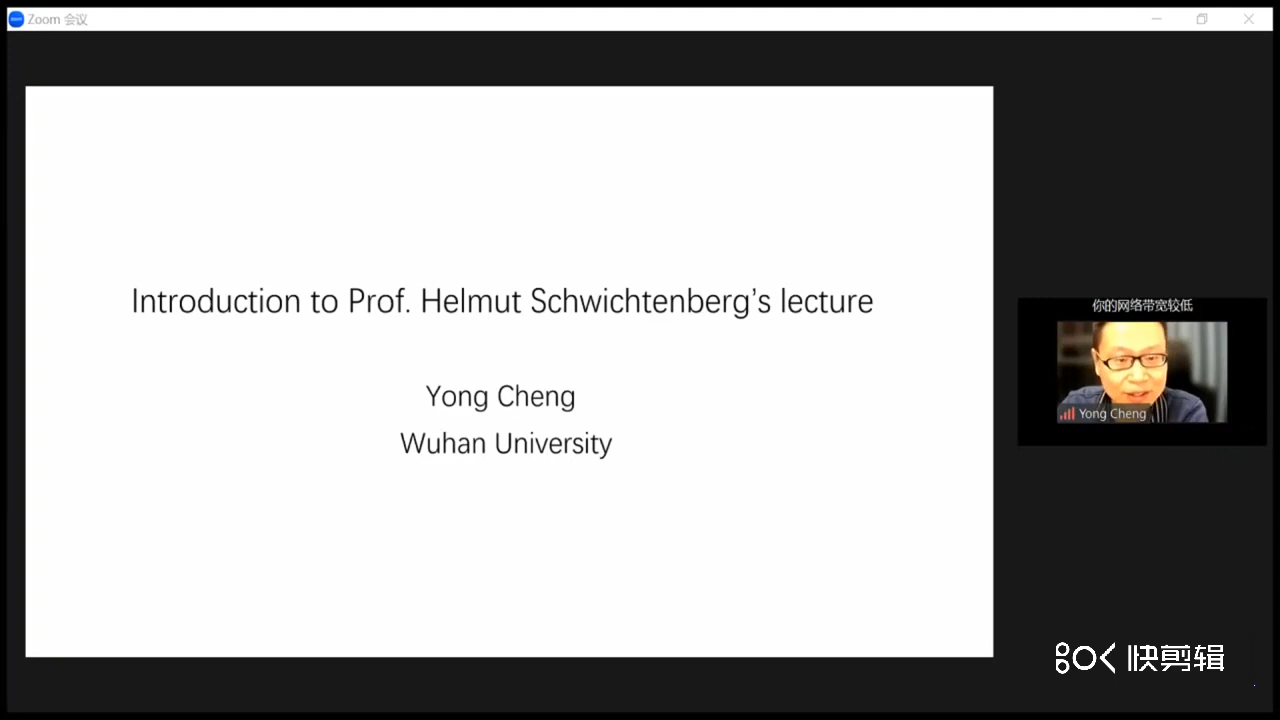 Zoom 会议
Introduction to Prof. Helmut Schwichtenberg’s lecture
Yong Cheng
Wuhan University
你的网络带宽较低
Yong Cheng
快剪辑